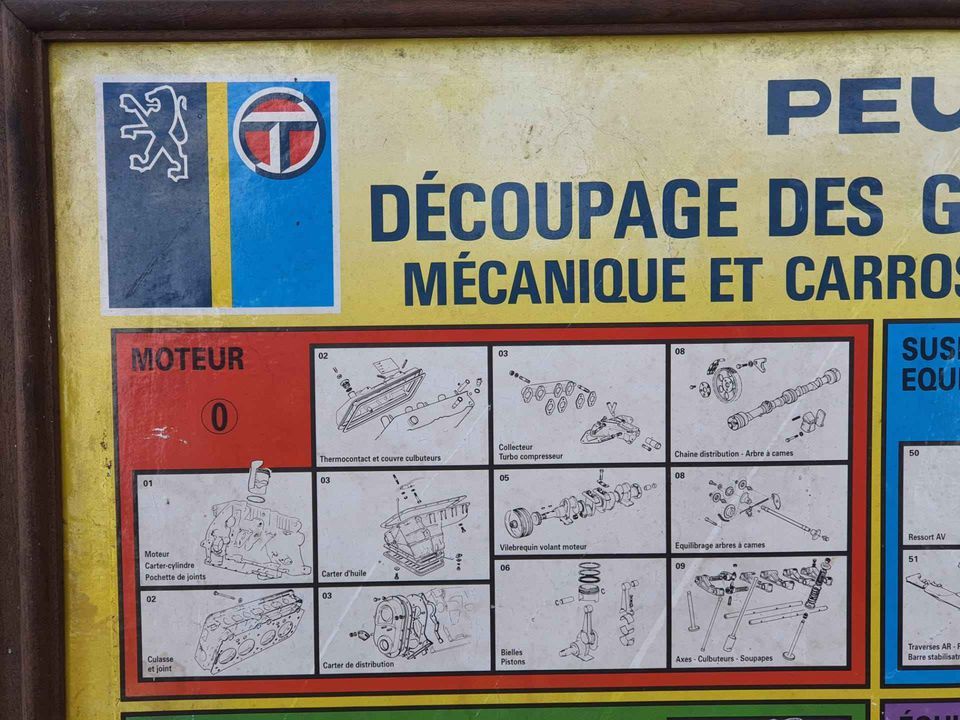 PEU
DÉCOUPAGE DES G
MÉCANIQUE ET CARROS
MOTEUR
0
02
Thermocontact et couvre culbuteurs
03
Collecteur
Turbo compresseur
08
Chaine distribution - Arbre à cames
01
Moteur
Carter-cylindre
Pochette de joints
03
Carter d'huile
05
Vilebrequin volant moteur
08
Equilibrage arbres à cames
02
Culasse
et joint
03
Carter de distribution
06
Bielles
Pistons
09
Axes - Culbuteurs - Soupapes
SUS
EQUI
50
Ressort AV
51
Traverses AR -
Barre stabilisat